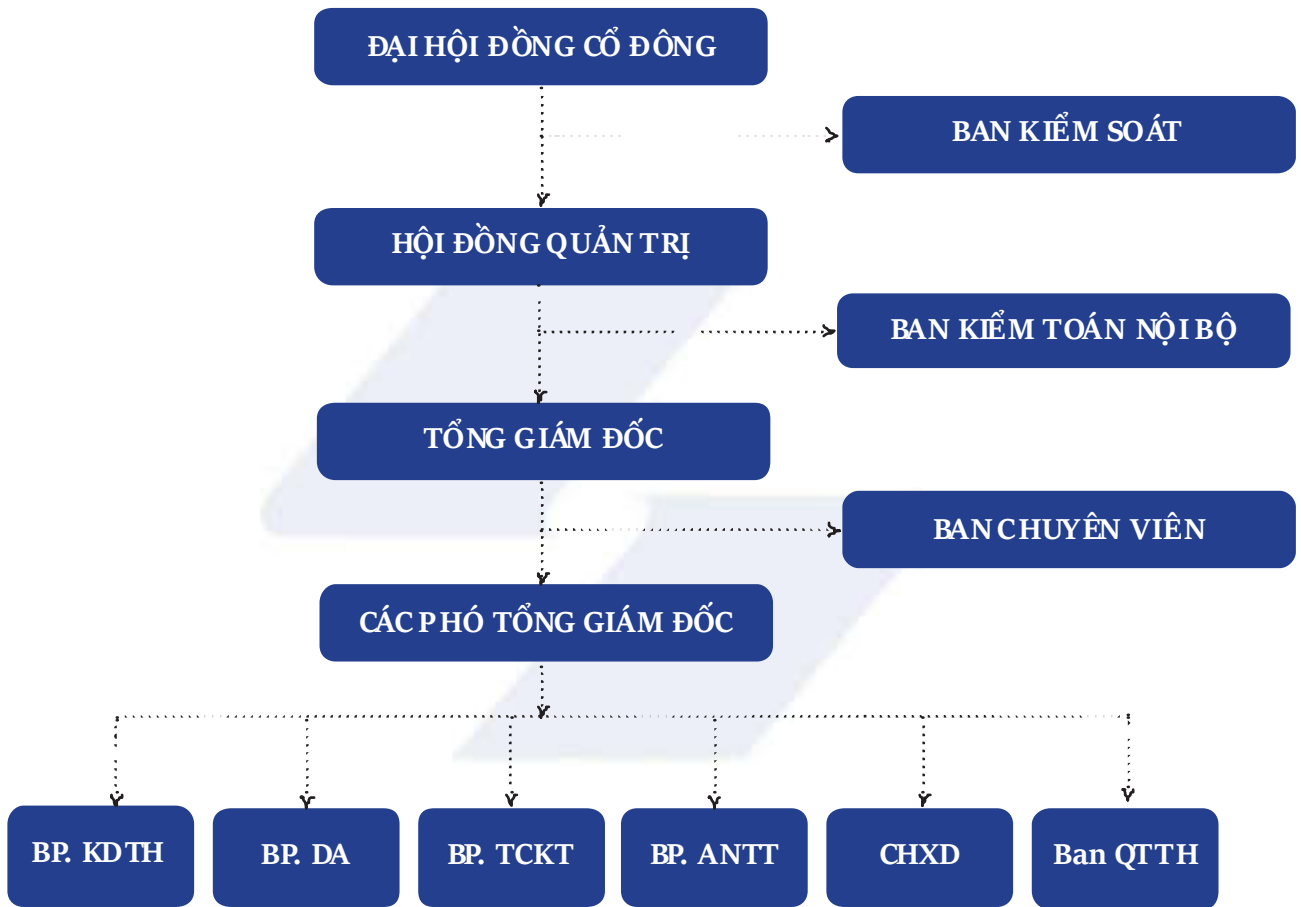 ĐẠI HỘI ĐỒNG CỔ ĐÔNG
BAN KIỂM SOÁT
HỘI ĐỒNG QUẢN TRỊ
BAN KIỂM TOÁN NỘI BỘ
TỔNG GIÁM ĐỐC
BAN CHUYÊN VIÊN
CÁC PHÓ TỔNG GIÁM ĐỐC
BP. KDTH
BP. DA
BP. TCKT
BP. ANTT
CHXD
Ban QTTH